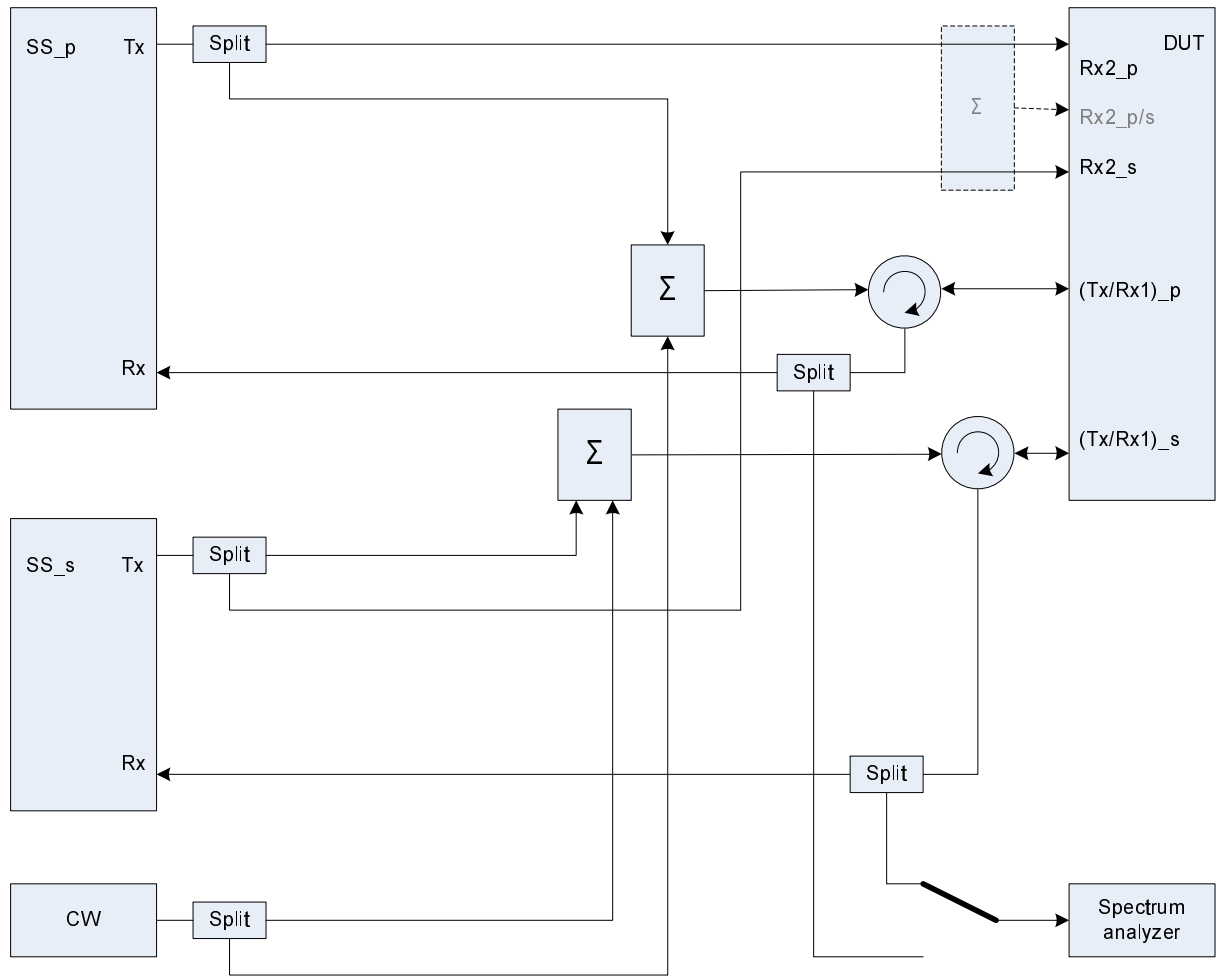 SS_p
Tx
Split
DUT
Rx2_p
Σ
Rx2_p/s
Rx2_s
Σ
(Tx/Rx1)_p
Rx
Split
Σ
(Tx/Rx1)_s
SS_s
Tx
Split
Rx
Split
CW
Split
Spectrum
analyzer